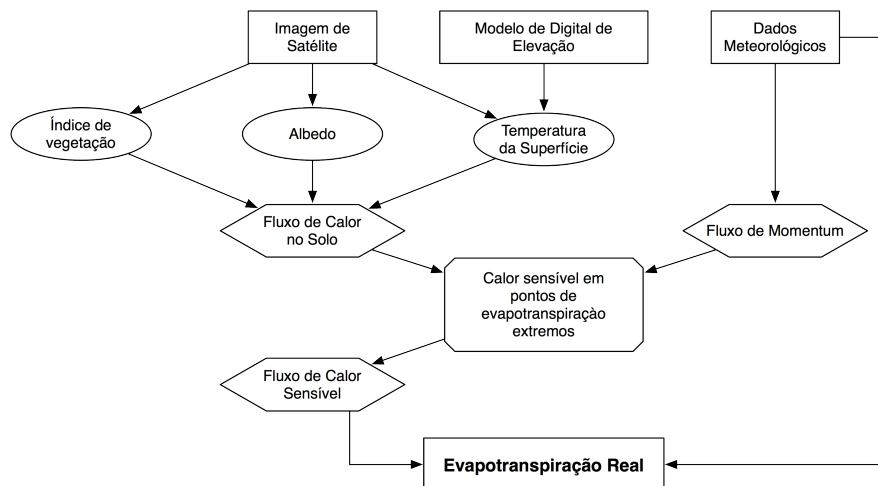 Imagem de
Satélite
Modelo de Digital de
Elevação
Dados
Meteorológicos
Índice de
vegetação
Albedo
Temperatura
da Superfície
Fluxo de Calor
no Solo
Fluxo de Momentum
Calor sensível em
pontos de
evapotranspiraçào
extremos
Fluxo de Calor
Sensível
Evapotranspiração Real